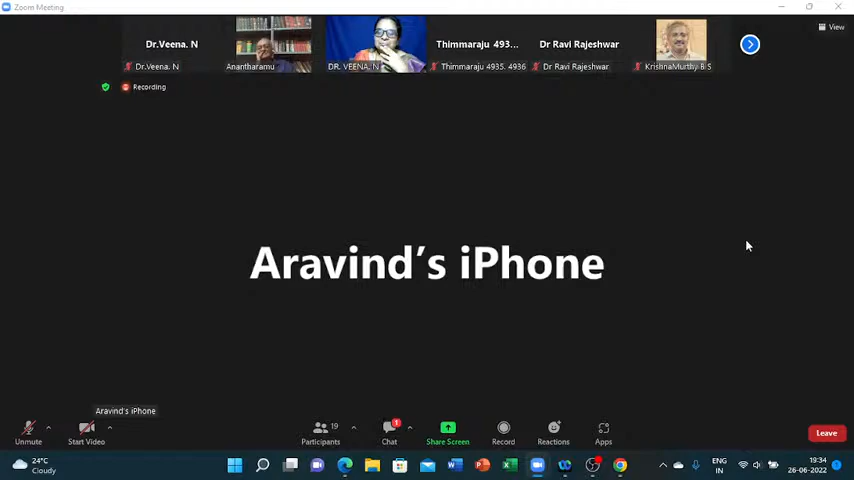 Zoom Meeting
View
Dr.Veena. N
Thimmaraju 493...
Dr Ravi Rajeshwar
Dr.Veena. N
Anantharamu
DR. VEENA. N
Thimmaraju 4935. 4936
Dr Ravi Rajeshwar
KrishnaMurthy B S
Recording
Aravind's iPhone
Aravind's iPhone
Unmute
Start Video
19
Participants
1
Chat
Share Screen
Record
Reactions
Apps
Leave
24°C
Cloudy
ENG
IN
19:34
26-06-2022